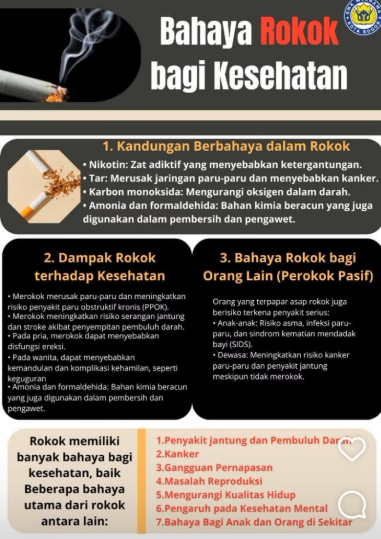 Bahaya Rokok
bagi Kesehatan
1. Kandungan Berbahaya dalam Rokok
• Nikotin: Zat adiktif yang menyebabkan ketergantungan.
• Tar: Merusak jaringan paru-paru dan menyebabkan kanker.
• Karbon monoksida: Mengurangi oksigen dalam darah.
• Amonia dan formaldehida: Bahan kimia beracun yang juga
digunakan dalam pembersih dan pengawet.
2. Dampak Rokok
terhadap Kesehatan
• Merokok merusak paru-paru dan meningkatkan
risiko penyakit paru obstruktif kronis (PPOK).
• Merokok meningkatkan risiko serangan jantung
dan stroke akibat penyempitan pembuluh darah.
• Pada pria, merokok dapat menyebabkan
disfungsi ereksi.
• Pada wanita, dapat menyebabkan
kemandulan dan komplikasi kehamilan, seperti
keguguran
• Amonia dan formaldehida: Bahan kimia beracun
yang juga digunakan dalam pembersih dan
pengawet.
3. Bahaya Rokok bagi
Orang Lain (Perokok Pasif)
Orang yang terpapar asap rokok juga
berisiko terkena penyakit serius:
• Anak-anak: Risiko asma, infeksi paru-
paru, dan sindrom kematian mendadak
bayi (SIDS).
• Dewasa: Meningkatkan risiko kanker
paru-paru dan penyakit jantung
meskipun tidak merokok.
Rokok memiliki
banyak bahaya bagi
kesehatan, baik
Beberapa bahaya
utama dari rokok
antara lain:
1.Penyakit jantung dan Pembuluh Darah
2.Kanker
3.Gangguan Pernapasan
4.Masalah Reproduksi
5.Mengurangi Kualitas Hidup
6.Pengaruh pada Kesehatan Mental
7.Bahaya Bagi Anak dan Orang di Sekitar